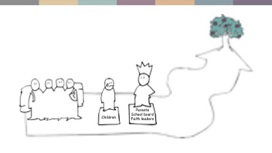 Children
Parents
School board
Faith leaders